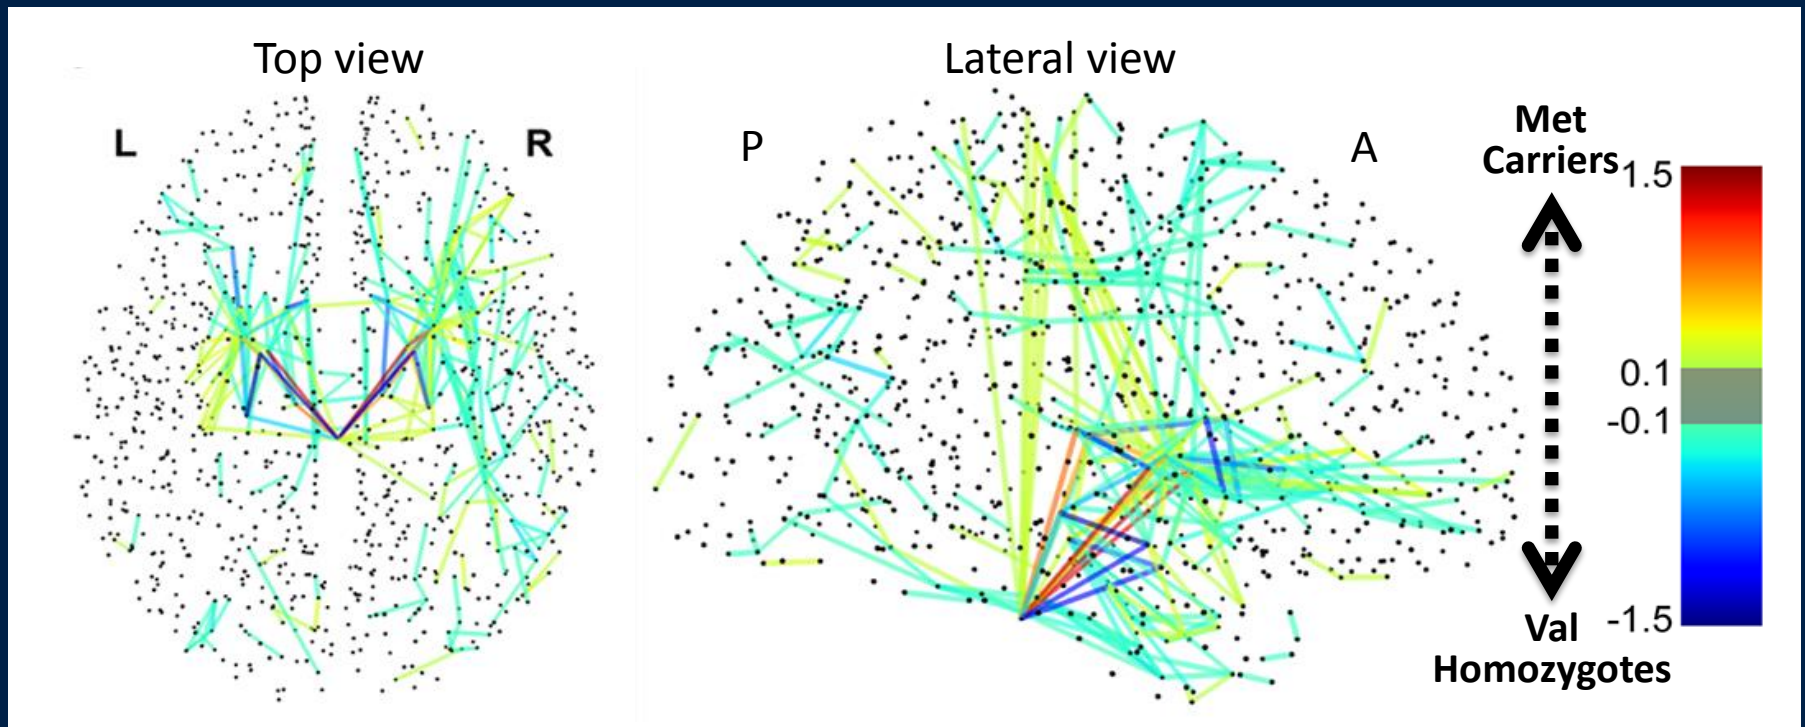 Top view
Lateral view
L
R
P
A
Met
Carriers
1.5
0.1
-0.1
-1.5
Val
Homozygotes